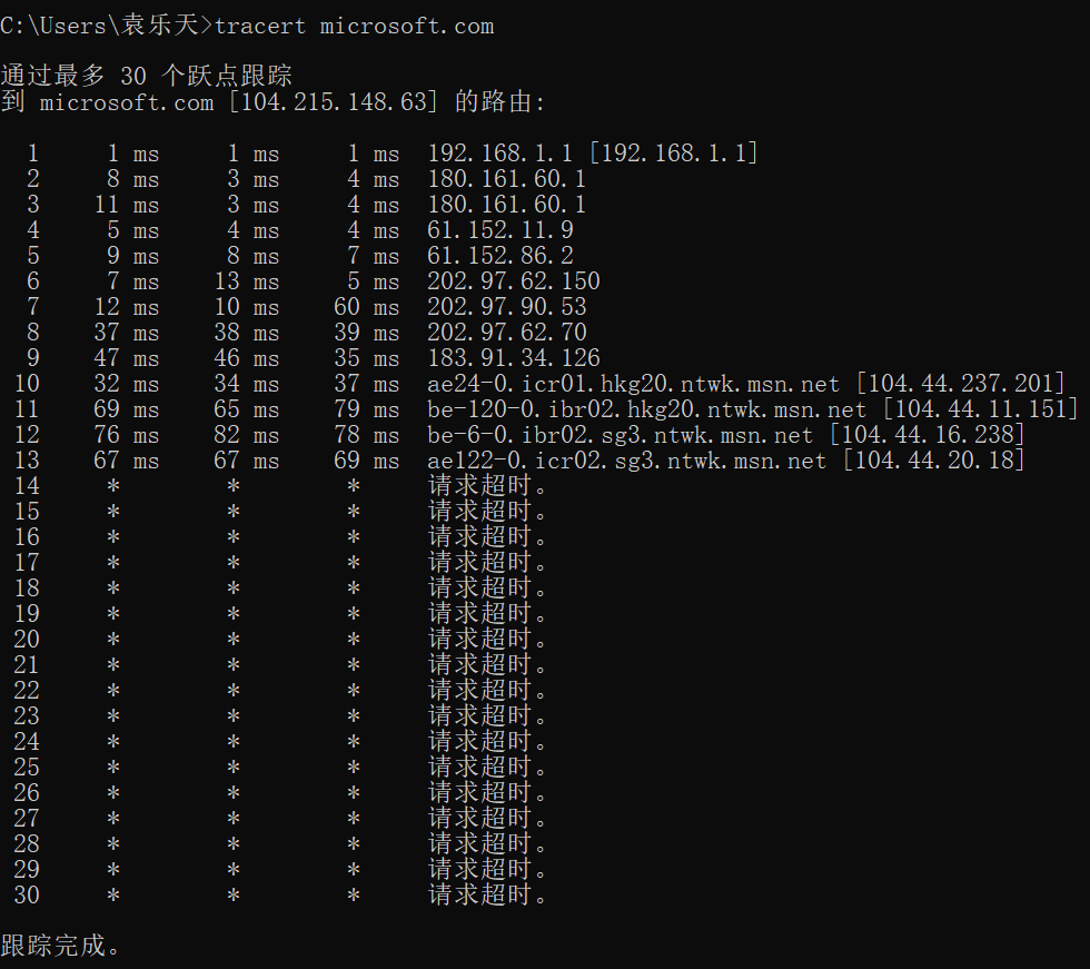 C:\Users\袁乐天>tracert microsoft.com
通过最多 30 个跃点跟踪
到 microsoft.com [104.215.148.63] 的路由:
1 1 ms 1 ms 1 ms 192.168.1.1 [192.168.1.1]
2 8 ms 3 ms 4 ms 180.161.60.1
3 11 ms 3 ms 4 ms 180.161.60.1
4 5 ms 4 ms 4 ms 61.152.11.9
5 9 ms 8 ms 7 ms 61.152.86.2
6 7 ms 13 ms 5 ms 202.97.62.150
7 12 ms 10 ms 60 ms 202.97.90.53
8 37 ms 38 ms 39 ms 202.97.62.70
9 47 ms 46 ms 35 ms 183.91.34.126
10 32 ms 34 ms 37 ms ae24-0.icr01.hkg20.ntwk.msn.net [104.44.237.201]
11 69 ms 65 ms 79 ms be-120-0.ibr02.hkg20.ntwk.msn.net [104.44.11.151]
12 76 ms 82 ms 78 ms be-6-0.ibr02.sg3.ntwk.msn.net [104.44.16.238]
13 67 ms 67 ms 69 ms ae122-0.icr02.sg3.ntwk.msn.net [104.44.20.18]
14 * * * 请求超时。
15 * * * 请求超时。
16 * * * 请求超时。
17 * * * 请求超时。
18 * * * 请求超时。
19 * * * 请求超时。
20 * * * 请求超时。
21 * * * 请求超时。
22 * * * 请求超时。
23 * * * 请求超时。
24 * * * 请求超时。
25 * * * 请求超时。
26 * * * 请求超时。
27 * * * 请求超时。
28 * * * 请求超时。
29 * * * 请求超时。
30 * * * 请求超时。
跟踪完成。